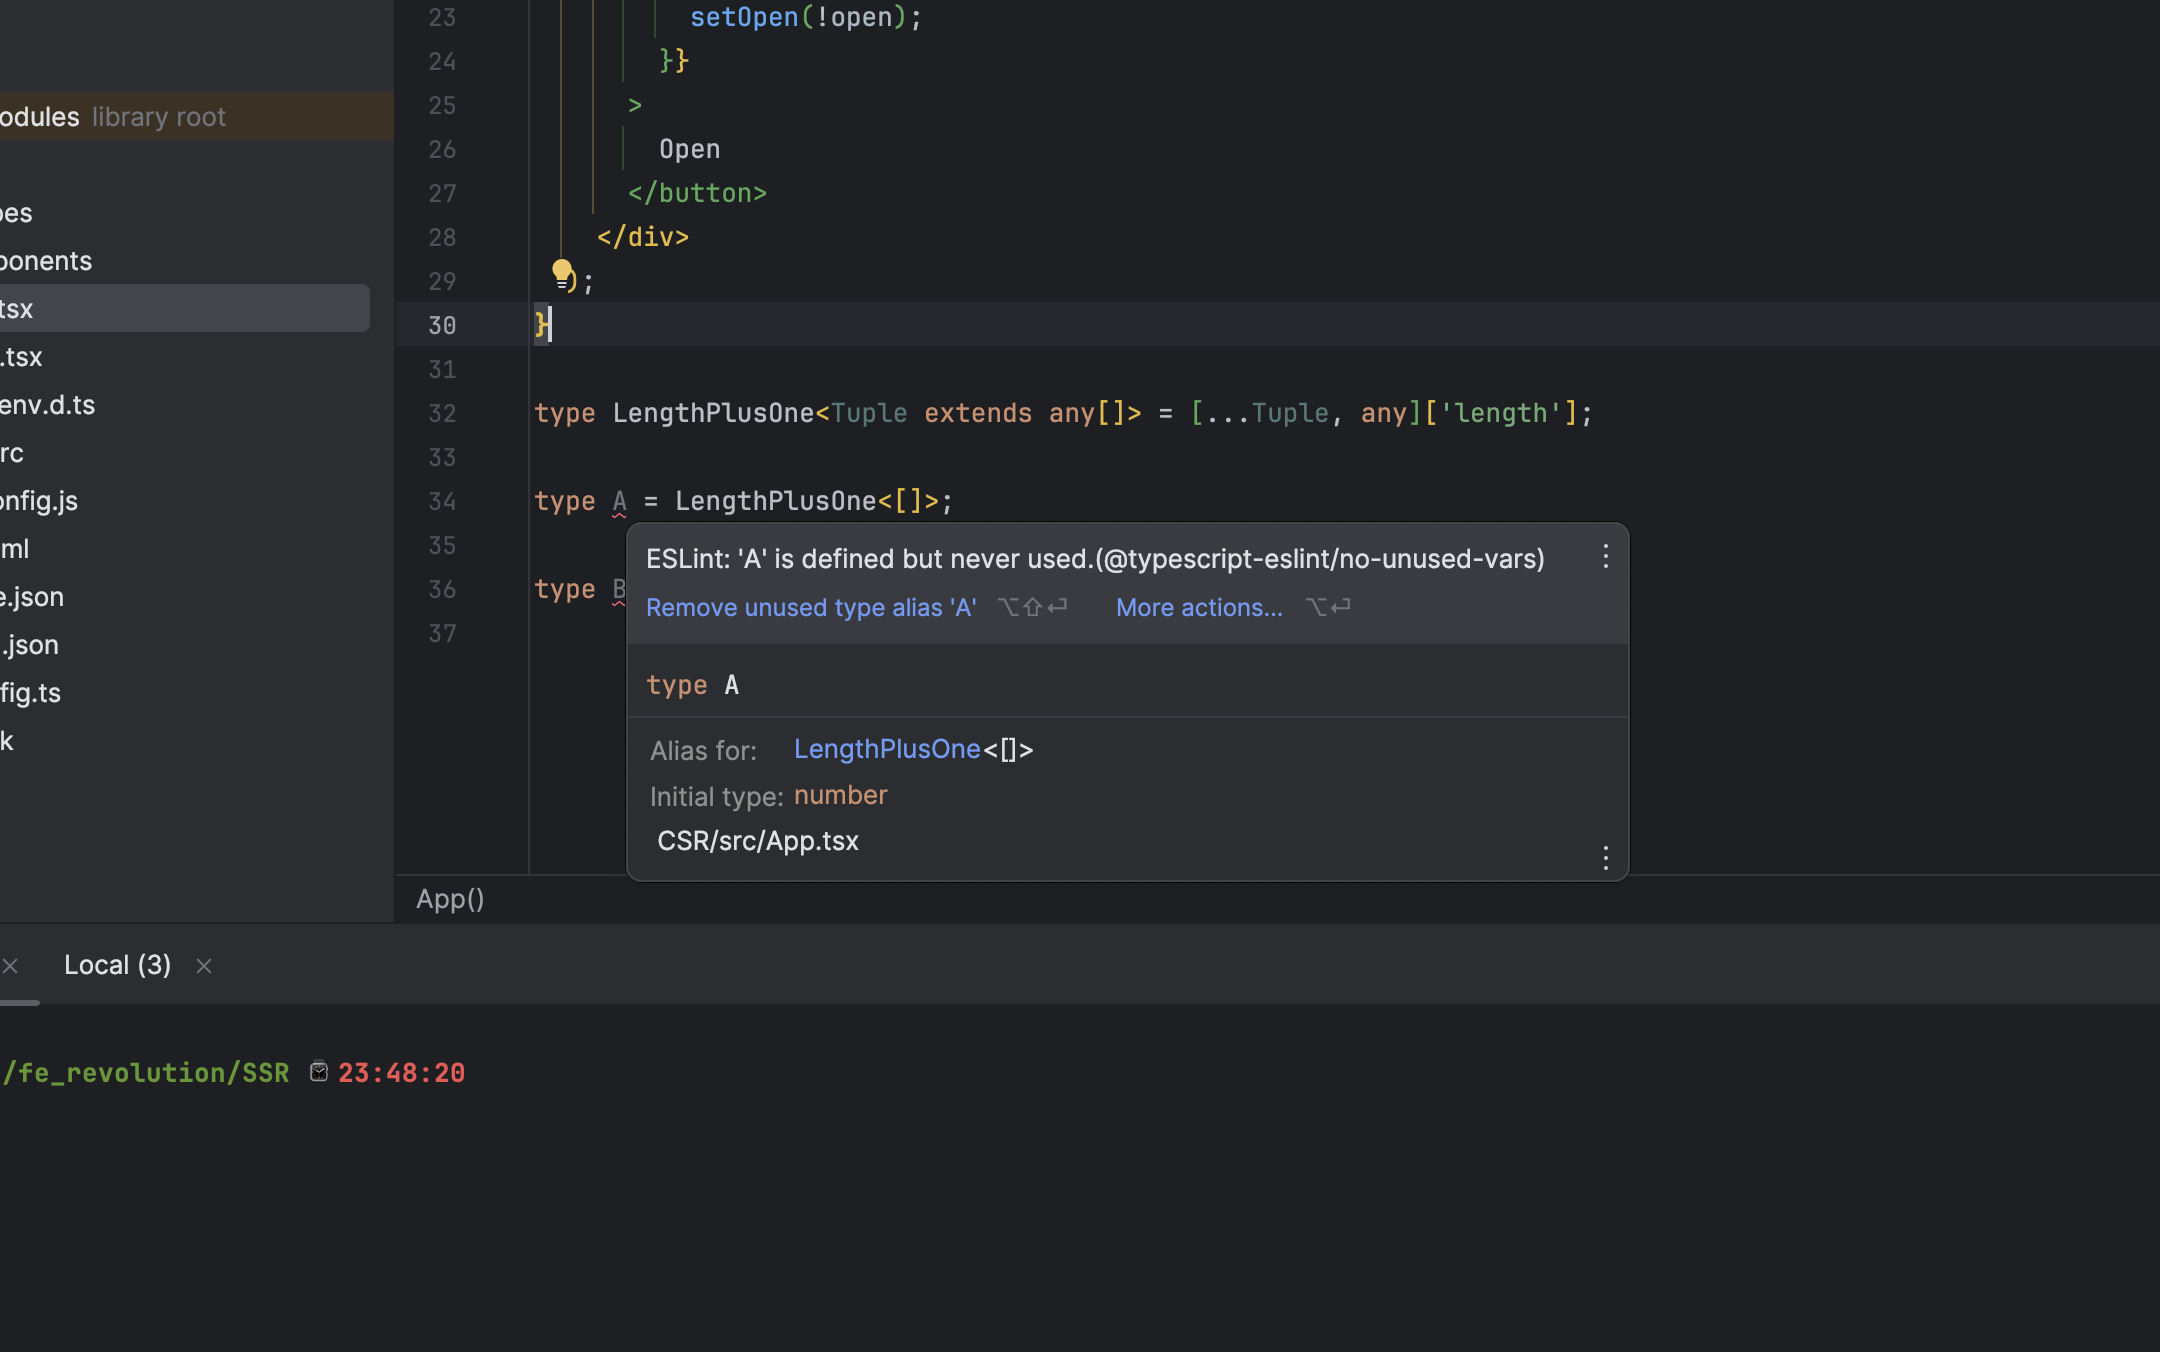 odules library root
pes
ponents
tsx
.tsx
env.d.ts
rc
onfig.js
ml
e.json
.json
fig.ts
k
23 setOpen(!open);
24 }}
25 >
26 Open
27 </button>
28 </div>
29 );
30 }
31
32 type LengthPlusOne<Tuple extends any[]> = [...Tuple, any]['length'];
33
34 type A = LengthPlusOne<[]>;
35
36 type B
37
ESLint: 'A' is defined but never used.(@typescript-eslint/no-unused-vars)
Remove unused type alias 'A' ⌥⇧⏎ More actions... ⌥⏎
type A
Alias for: LengthPlusOne<[]>
Initial type: number
CSR/src/App.tsx
App()
Local (3)
/fe_revolution/SSR 23:48:20